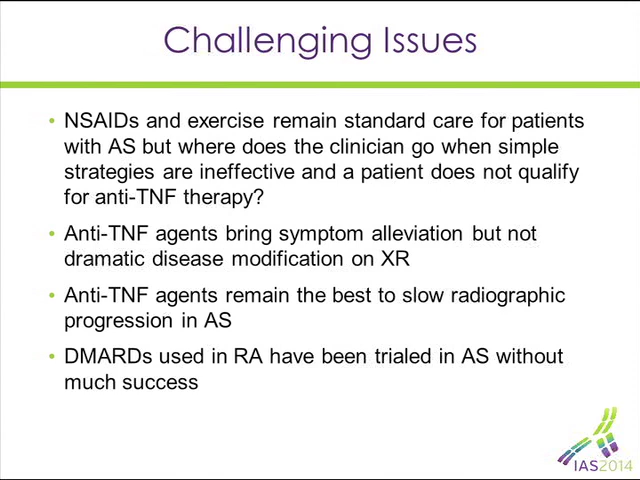 Challenging Issues
• NSAIDs and exercise remain standard care for patients
with AS but where does the clinician go when simple
strategies are ineffective and a patient does not qualify
for anti-TNF therapy?
• Anti-TNF agents bring symptom alleviation but not
dramatic disease modification on XR
• Anti-TNF agents remain the best to slow radiographic
progression in AS
• DMARDs used in RA have been trialed in AS without
much success
IAS2014